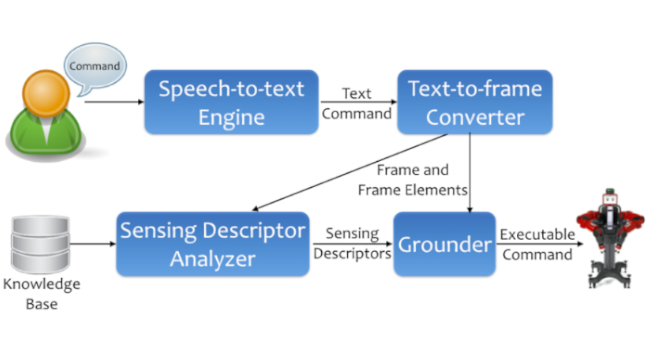 Command
Speech-to-text
Engine
Text
Command
Text-to-frame
Converter
Frame and
Frame Elements
Knowledge
Base
Sensing Descriptor
Analyzer
Sensing
Descriptors
Grounder
Executable
Command